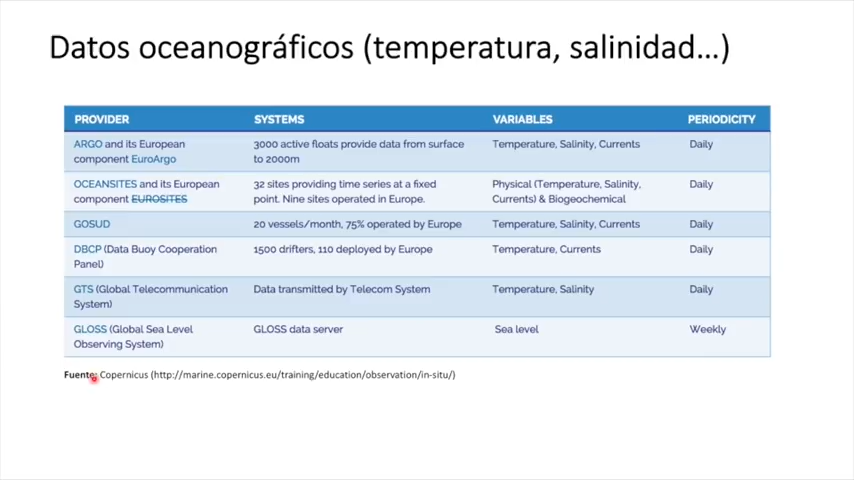 Datos oceanográficos (temperatura, salinidad...)
PROVIDER SYSTEMS VARIABLES PERIODICITY
ARGO and its European component EuroArgo
3000 active floats provide data from surface to 2000m
Temperature, Salinity, Currents
Daily
OCEANSITES and its European component EUROSITES
32 sites providing time series at a fixed point. Nine sites operated in Europe.
Physical (Temperature, Salinity, Currents) & Biogeochemical
Daily
GOSUD
20 vessels/month, 75% operated by Europe
Temperature, Salinity, Currents
Daily
DBCP (Data Buoy Cooperation Panel)
1500 drifters, 110 deployed by Europe
Temperature, Currents
Daily
GTS (Global Telecommunication System)
Data transmitted by Telecom System
Temperature, Salinity
Daily
GLOSS (Global Sea Level Observing System)
GLOSS data server
Sea level
Weekly
Fuente: Copernicus (http://marine.copernicus.eu/training/education/observation/in-situ/)